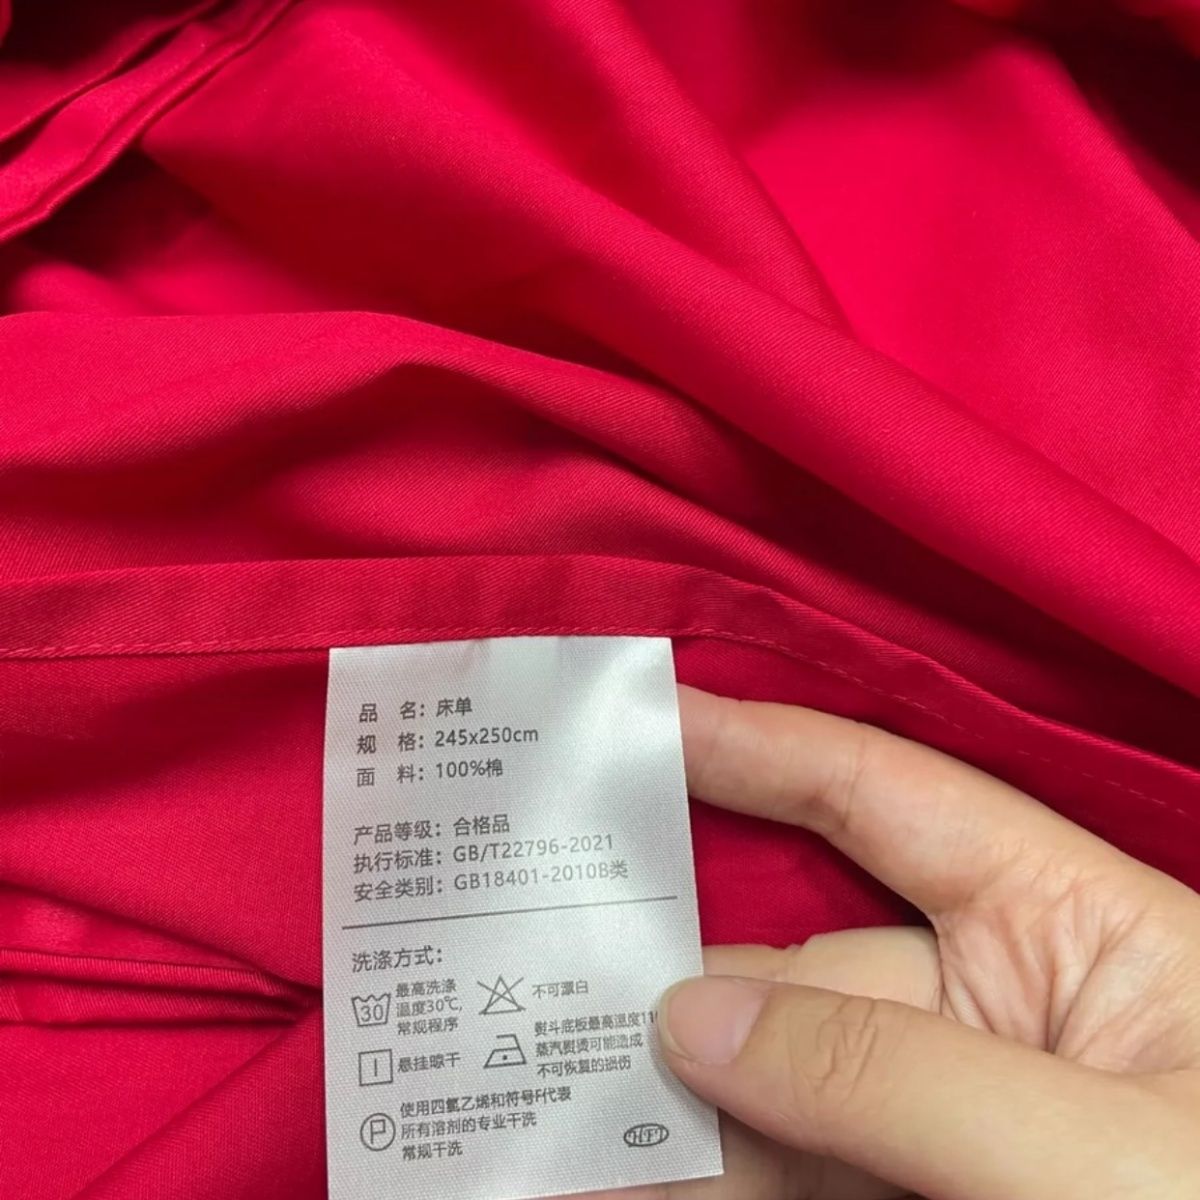 品 名：床单
规 格：245x250cm
面 料：100%棉
产品等级：合格品
执行标准：GB/T22796-2021
安全类别：GB18401-2010B类
洗涤方式：
30
最高洗涤
温度30℃,
常规程序
不可漂白
悬挂晾干
熨斗底板最高温度11
蒸汽熨烫可能造成
不可恢复的损伤
P
使用四氯乙烯和符号F代表
所有溶剂的专业干洗
常规干洗